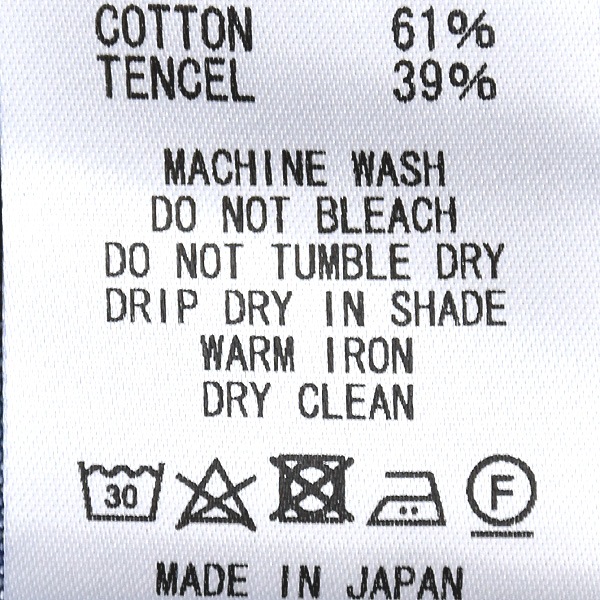 COTTON 61%
TENCEL 39%
MACHINE WASH
DO NOT BLEACH
DO NOT TUMBLE DRY
DRIP DRY IN SHADE
WARM IRON
DRY CLEAN
30 F
MADE IN JAPAN